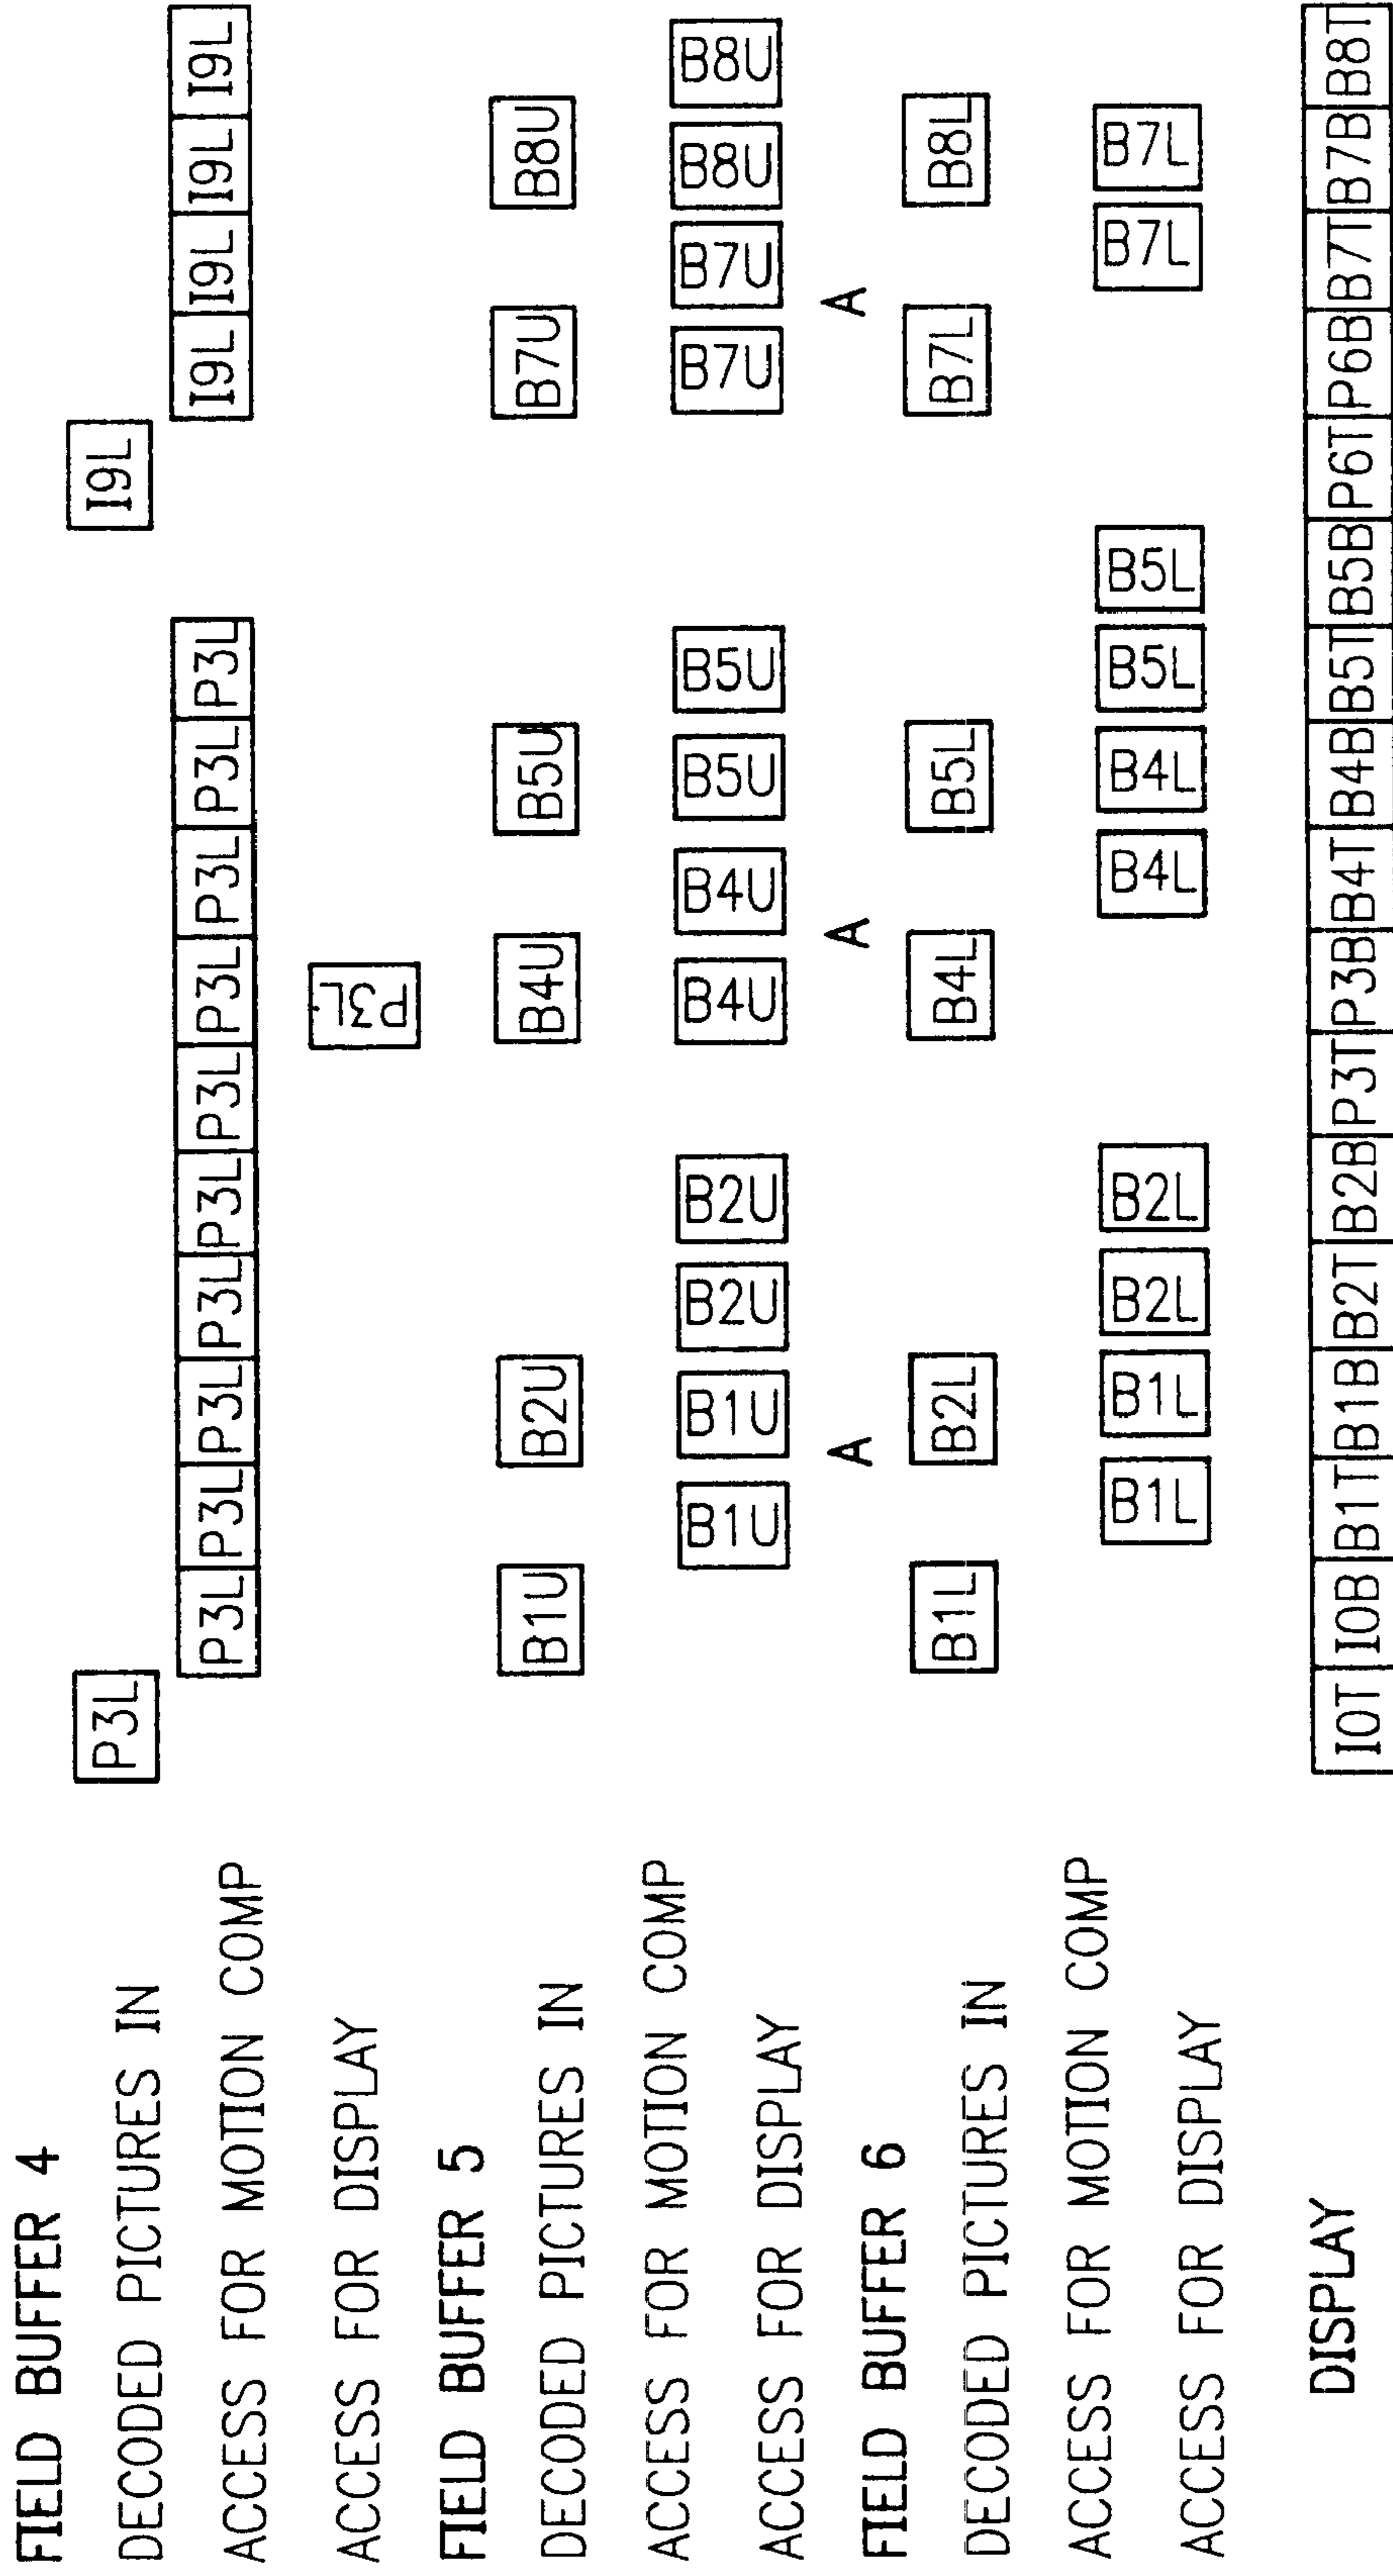 FIELD BUFFER 4
DECODED PICTURES IN P3L I9L
ACCESS FOR MOTION COMP P3L P3L P3L P3L P3L P3L P3L P3L P3L P3L I9L I9L I9L I9L
ACCESS FOR DISPLAY P3L
FIELD BUFFER 5
DECODED PICTURES IN B1U B2U B4U B5U B7U B8U
ACCESS FOR MOTION COMP
ACCESS FOR DISPLAY B1U B1U B2U B2U B4U B4U B5U B5U B7U B7U B8U B8U
A A A
FIELD BUFFER 6
DECODED PICTURES IN B1L B2L B4L B5L B7L B8L
ACCESS FOR MOTION COMP
ACCESS FOR DISPLAY B1L B1L B2L B2L B4L B4L B5L B5L B7L B7L
DISPLAY I0T I0B B1T B1B B2T B2B P3T P3B B4T B4B B5T B5B P6T P6B B7T B7B B8T